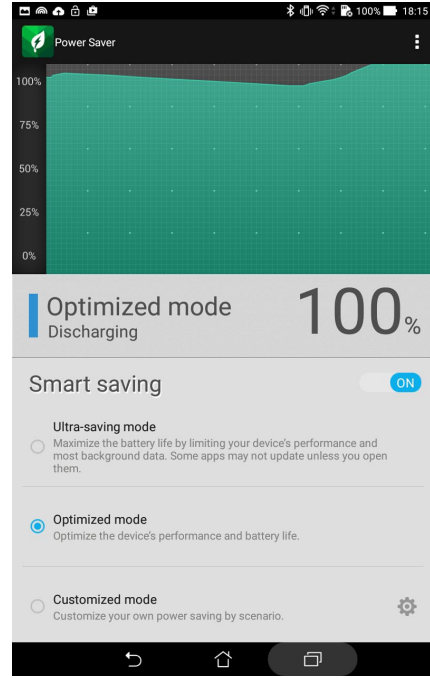 100% 18:15
Power Saver
100%
75%
50%
25%
0%
Optimized mode
Discharging
100%
Smart saving
ON
Ultra-saving mode
Maximize the battery life by limiting your device's performance and
most background data. Some apps may not update unless you open
them.
Optimized mode
Optimize the device's performance and battery life.
Customized mode
Customize your own power saving by scenario.